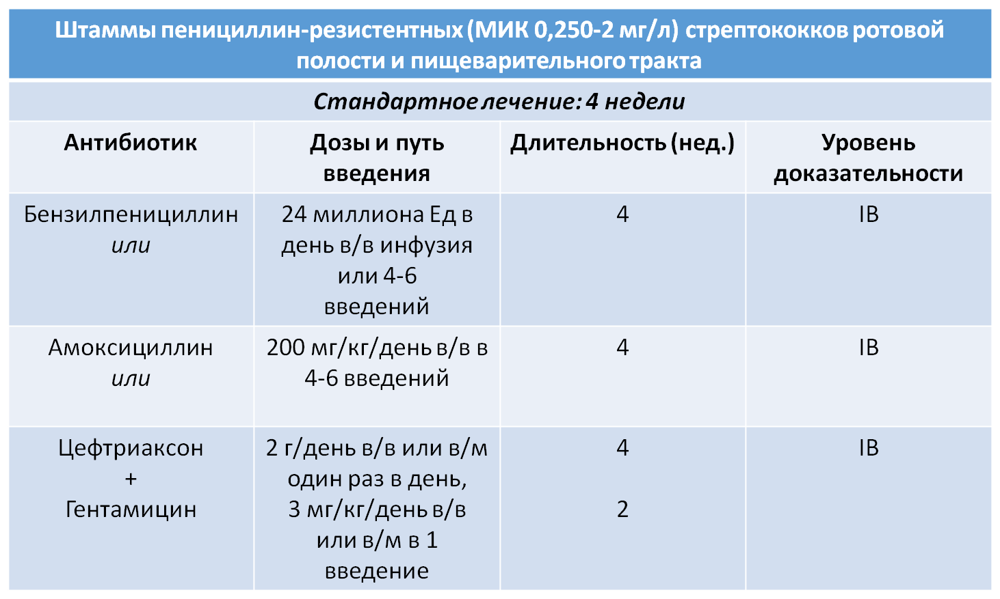 Штаммы пенициллин-резистентных (МИК 0,250-2 мг/л) стрептококков ротовой
полости и пищеварительного тракта
Стандартное лечение: 4 недели
Антибиотик
Дозы и путь
введения
Длительность (нед.)
Уровень
доказательности
Бензилпенициллин
или
24 миллиона Ед в
день в/в инфузия
или 4-6
введений
4
IB
Амоксициллин
или
200 мг/кг/день в/в в
4-6 введений
4
IB
Цефтриаксон
+
Гентамицин
2 г/день в/в или в/м
один раз в день,
3 мг/кг/день в/в
или в/м в 1
введение
4
2
IB